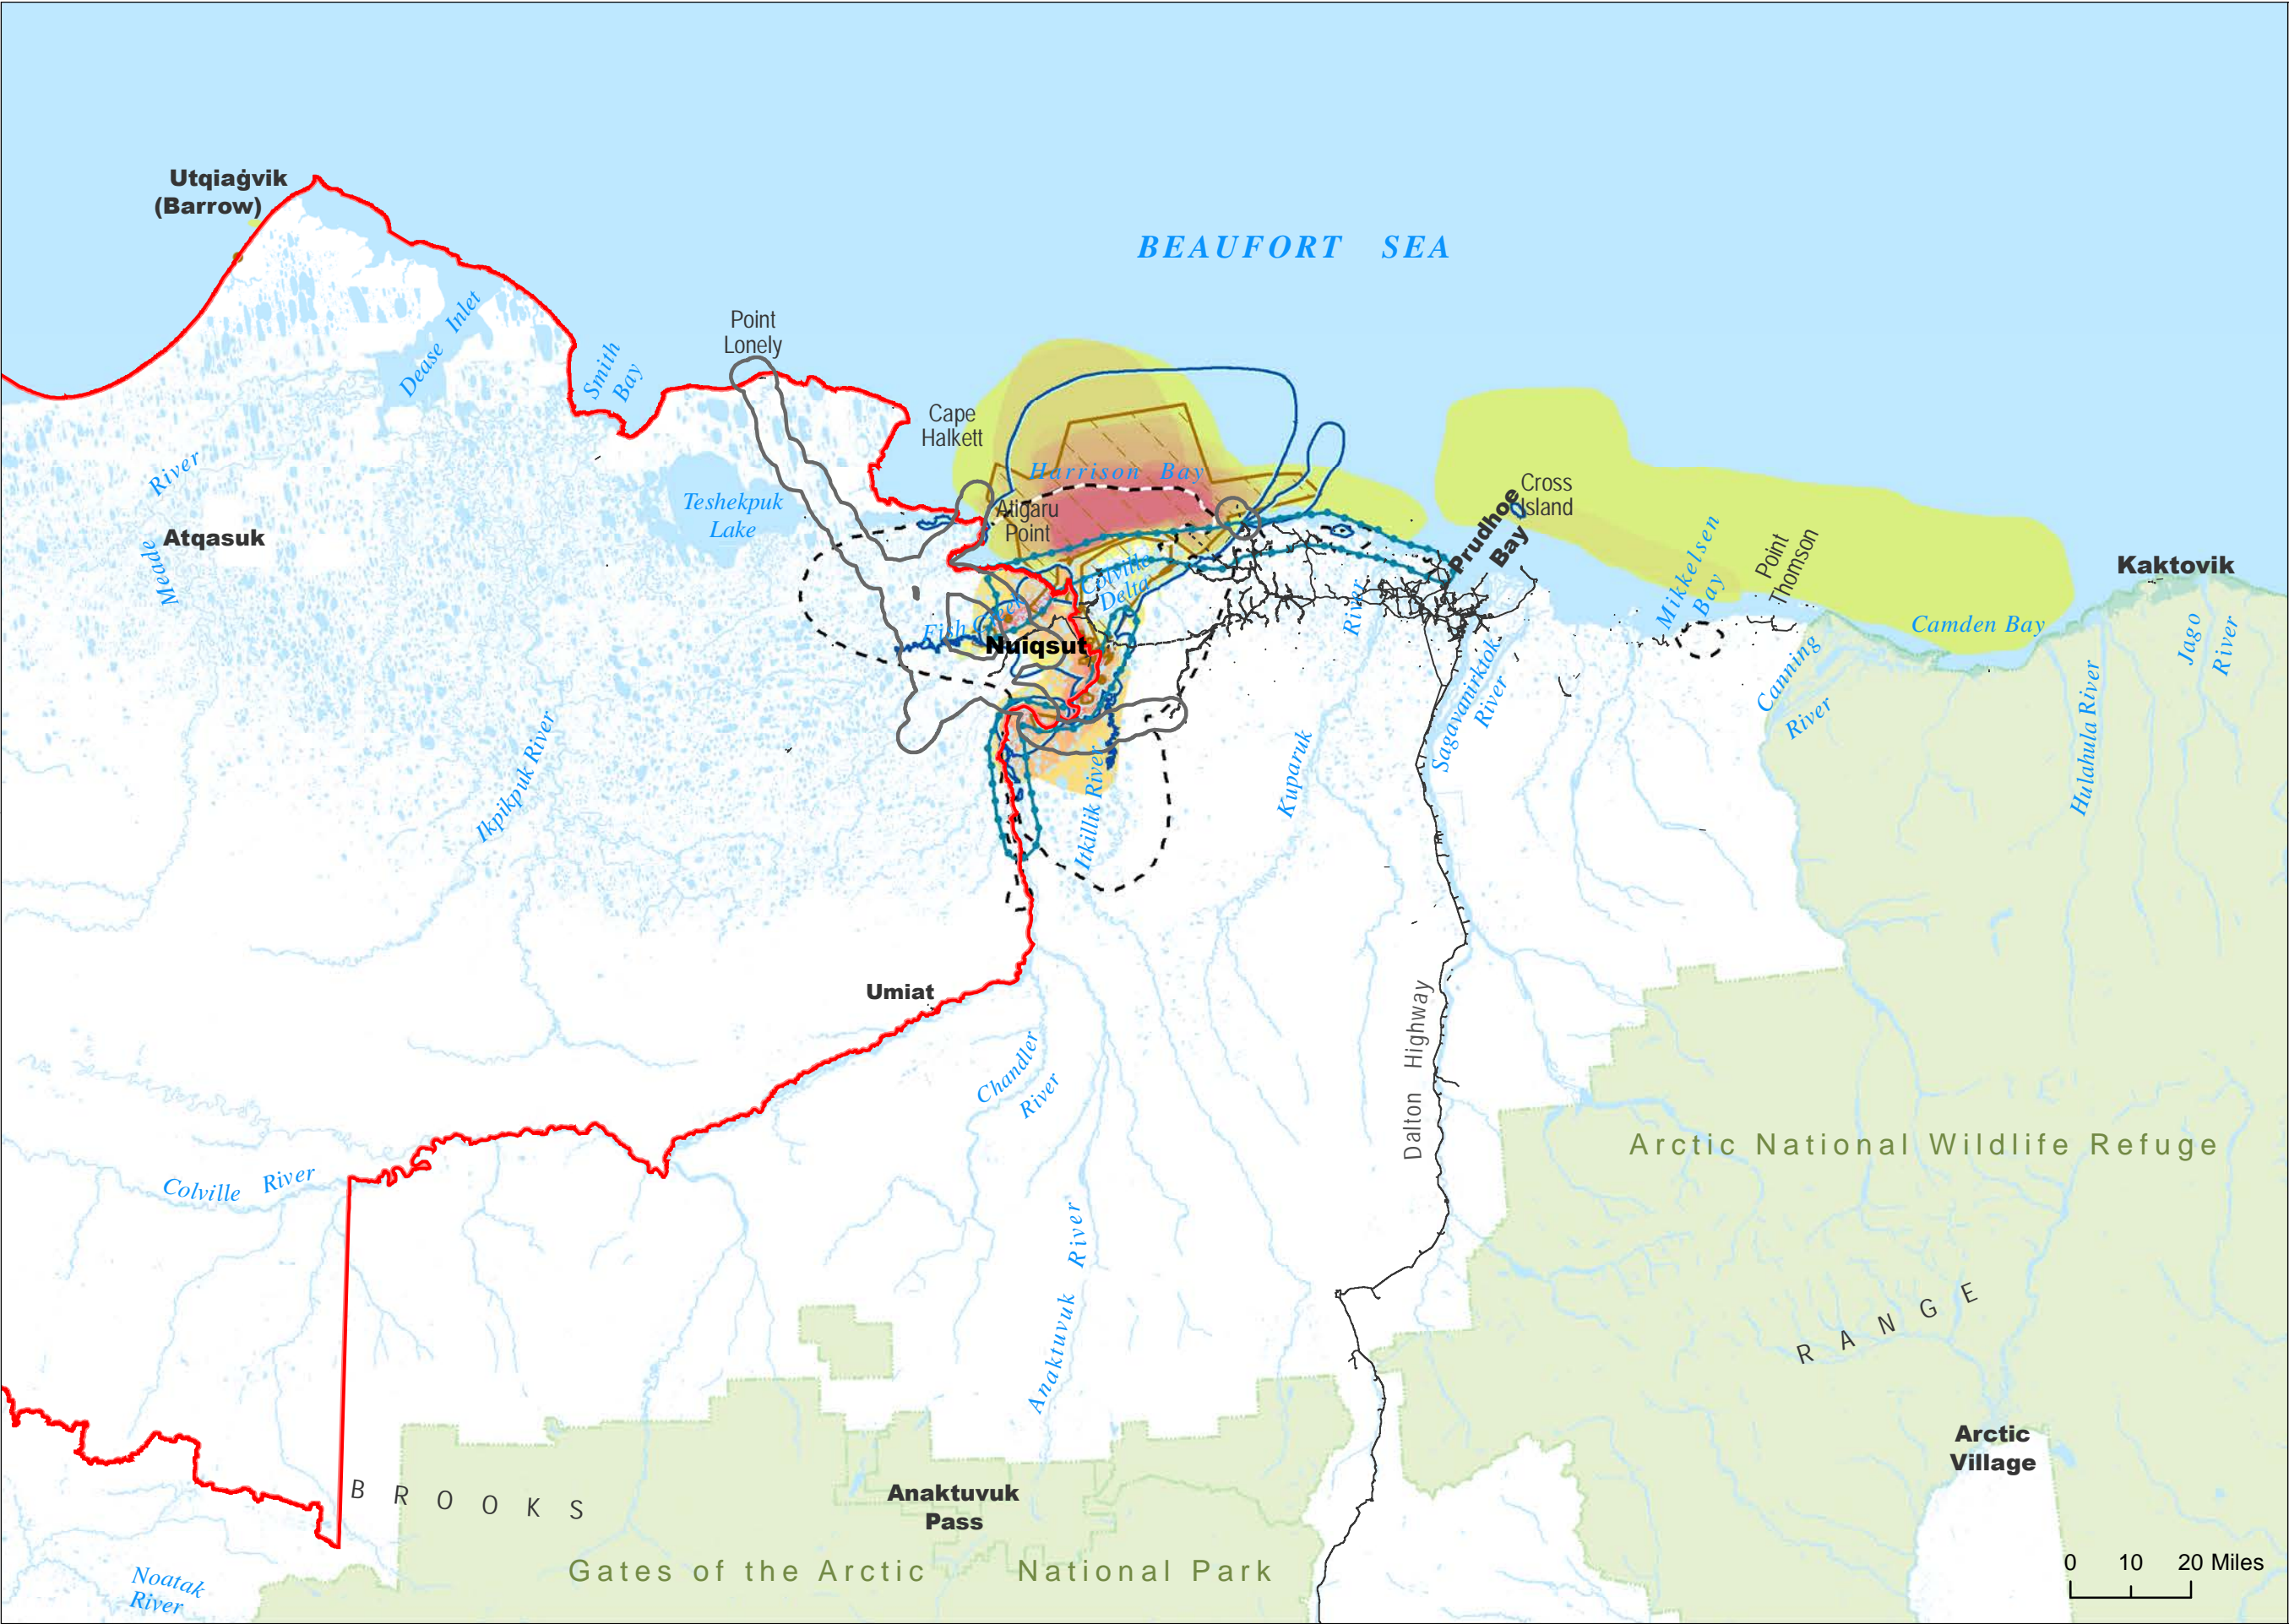 Utqiaġvik
(Barrow)
BEAUFORT SEA
Dease Inlet
Smith
Bay
Point
Lonely
Cape
Halkett
Harrison Bay
Atigaru
Point
Teshekpuk
Lake
Meade River
Atqasuk
Colville
Delta
Fish Creek
Nuiqsut
Prudhoe
Bay
Cross
Island
Mikkelsen
Bay
Point
Thomson
Kaktovik
Camden Bay
Canning
River
Hulahula River
Jago
River
Sagavanirktok
River
Kuparuk River
Itkillik River
Ikpikpuk River
Umiat
Chandler
River
Dalton Highway
Arctic National Wildlife Refuge
Colville River
Anaktuvuk River
BROOKS RANGE
Arctic
Village
Anaktuvuk
Pass
Gates of the Arctic National Park
Noatak
River
0 10 20 Miles